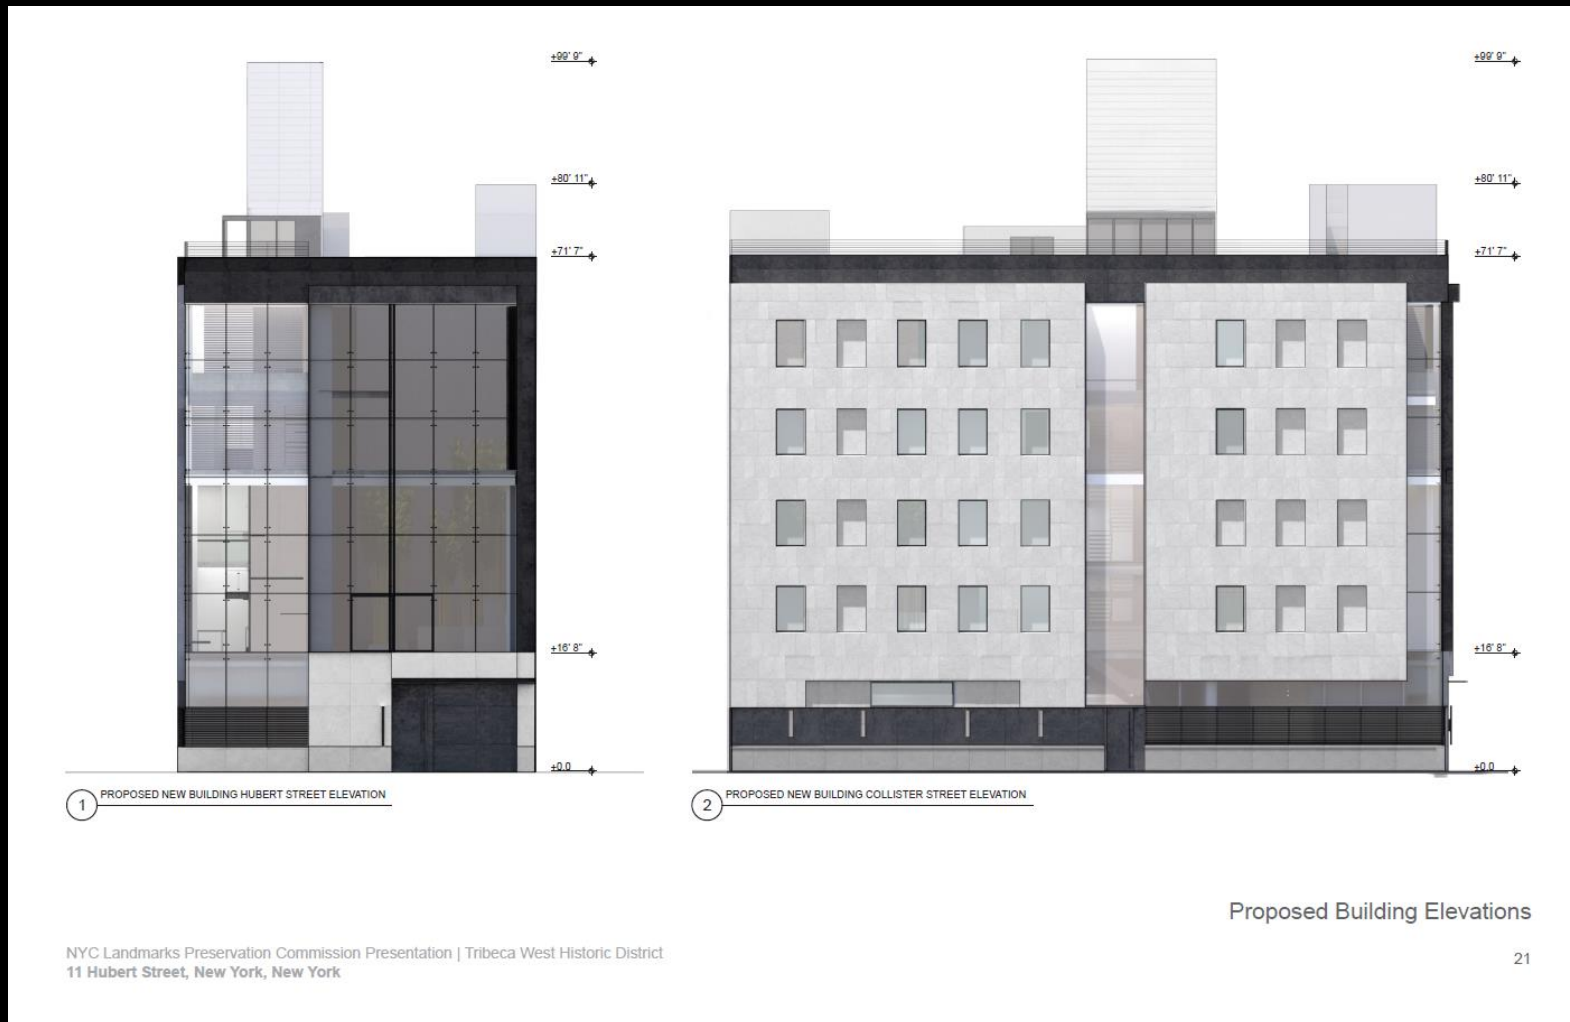 +99' 9"
+80' 11"
+71' 7"
+16' 8"
+0.0
1 PROPOSED NEW BUILDING HUBERT STREET ELEVATION
+99' 9"
+80' 11"
+71' 7"
+16' 8"
+0.0
2 PROPOSED NEW BUILDING COLLISTER STREET ELEVATION
Proposed Building Elevations
NYC Landmarks Preservation Commission Presentation | Tribeca West Historic District
11 Hubert Street, New York, New York
21